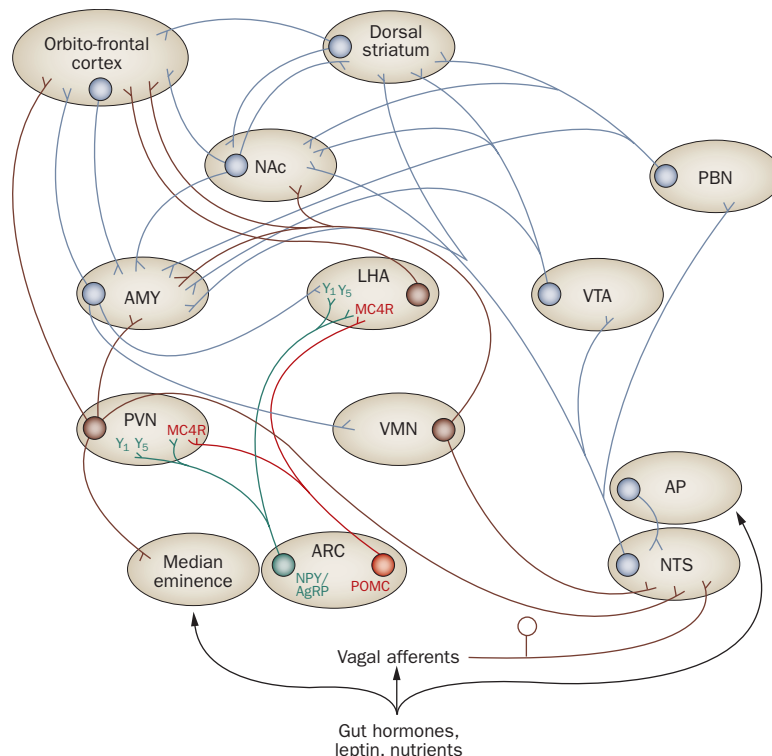 Orbito-frontal
cortex
Dorsal
striatum
NAc
PBN
AMY
LHA
Y1 Y5
MC4R
VTA
PVN
MC4R
Y1 Y5
VMN
AP
Median
eminence
ARC
NPY/
AgRP
POMC
NTS
Vagal afferents
Gut hormones,
leptin, nutrients